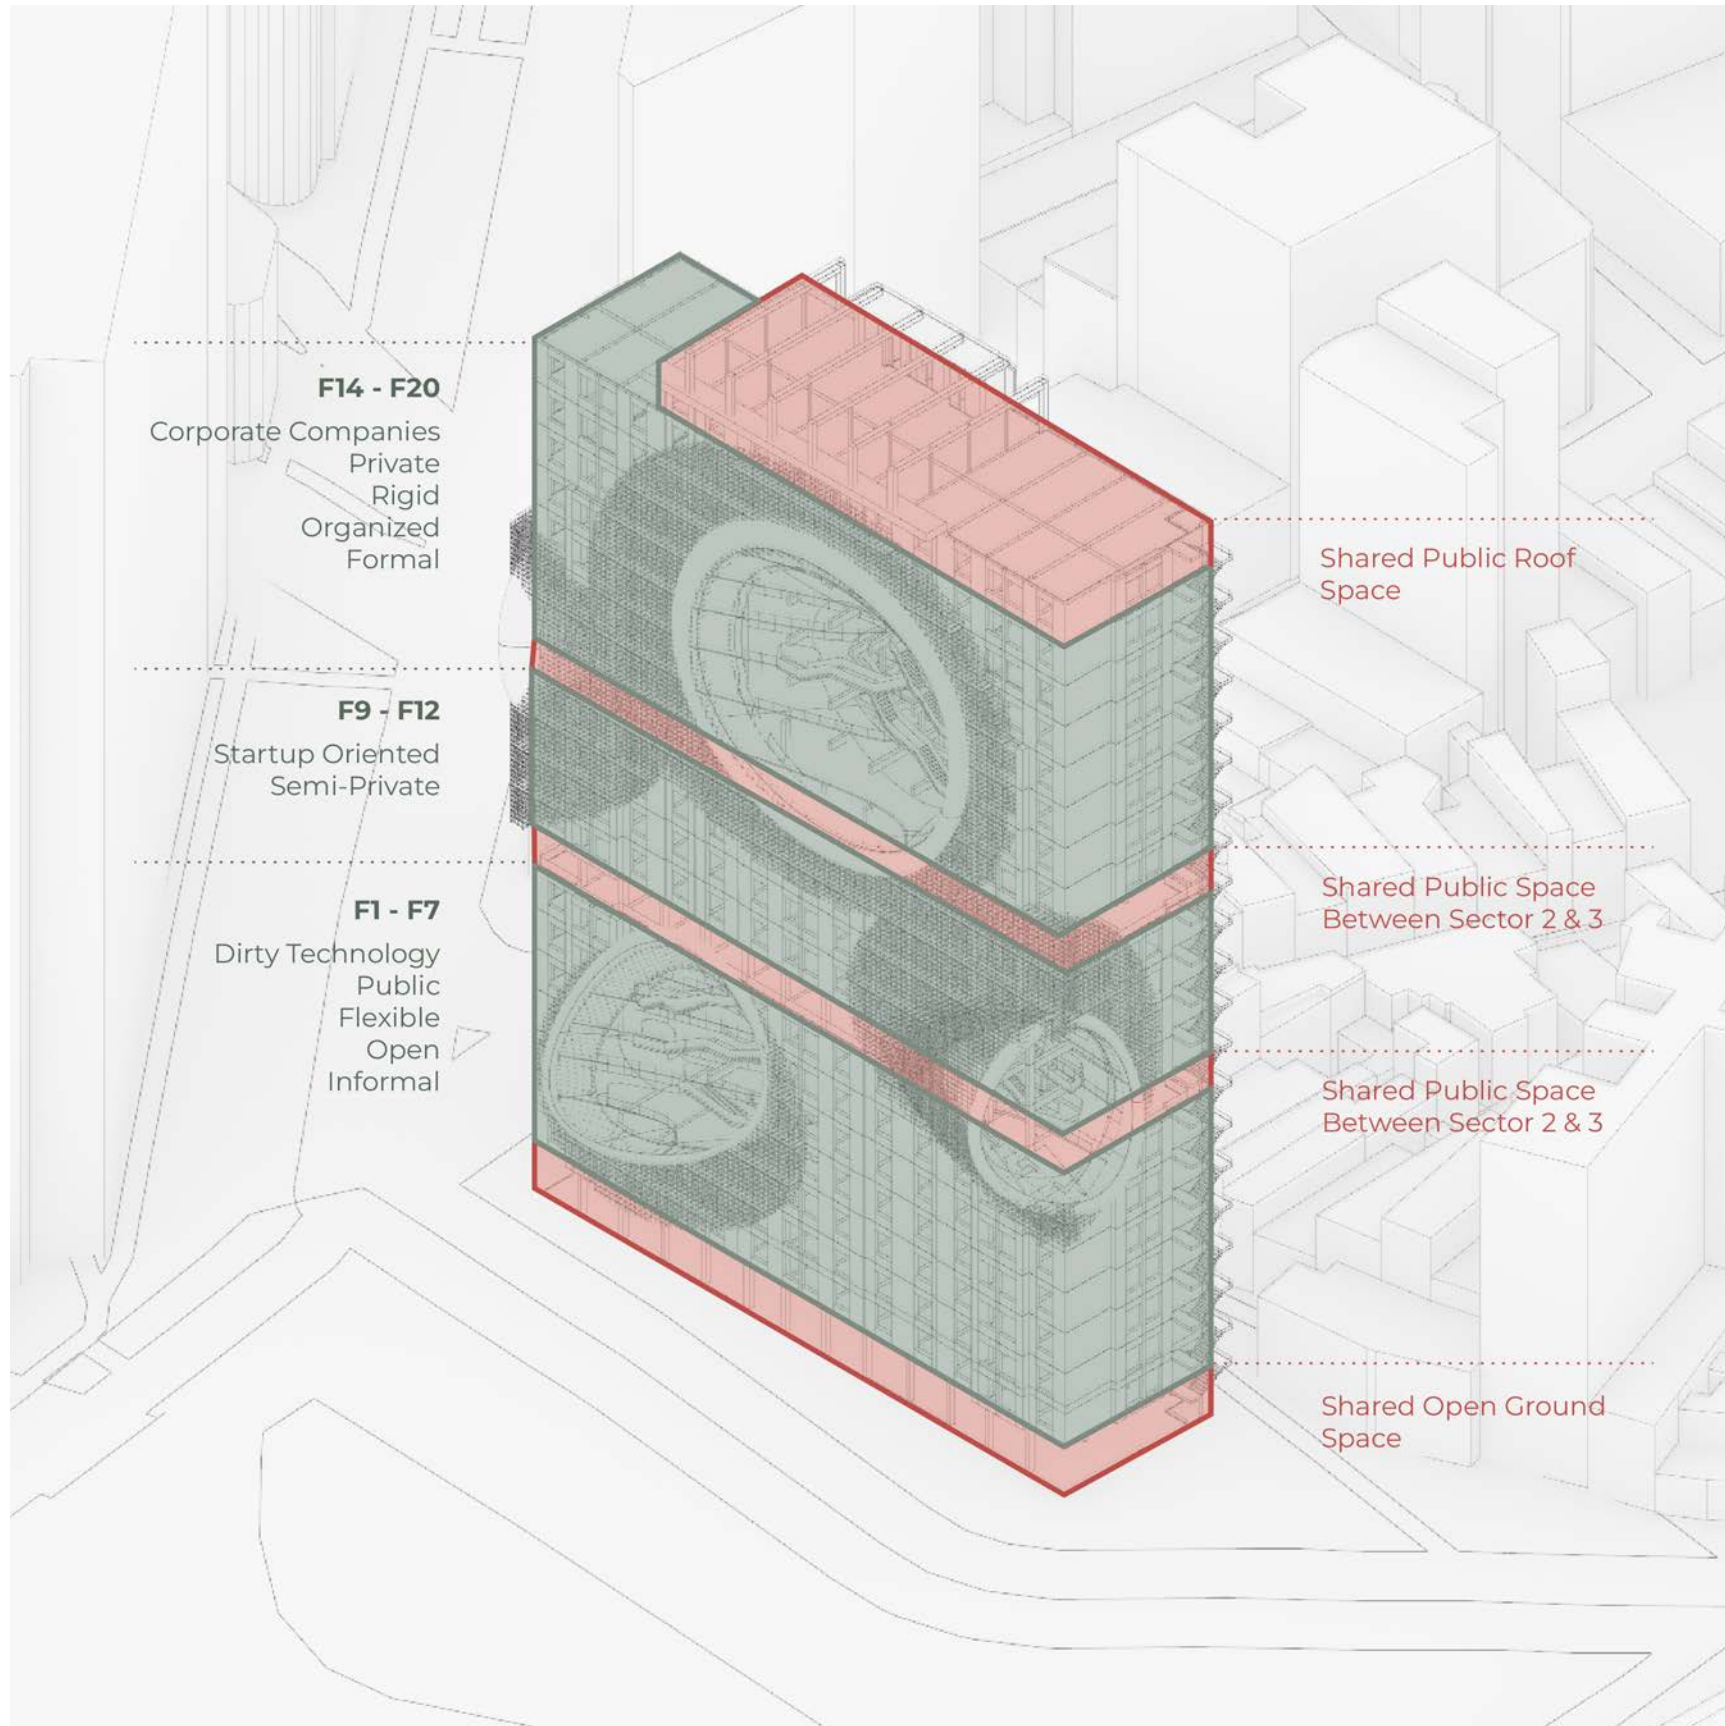 F14 - F20
Corporate Companies
Private
Rigid
Organized
Formal
F9 - F12
Startup Oriented
Semi-Private
F1 - F7
Dirty Technology
Public
Flexible
Open
Informal
Shared Public Roof
Space
Shared Public Space
Between Sector 2 & 3
Shared Public Space
Between Sector 2 & 3
Shared Open Ground
Space